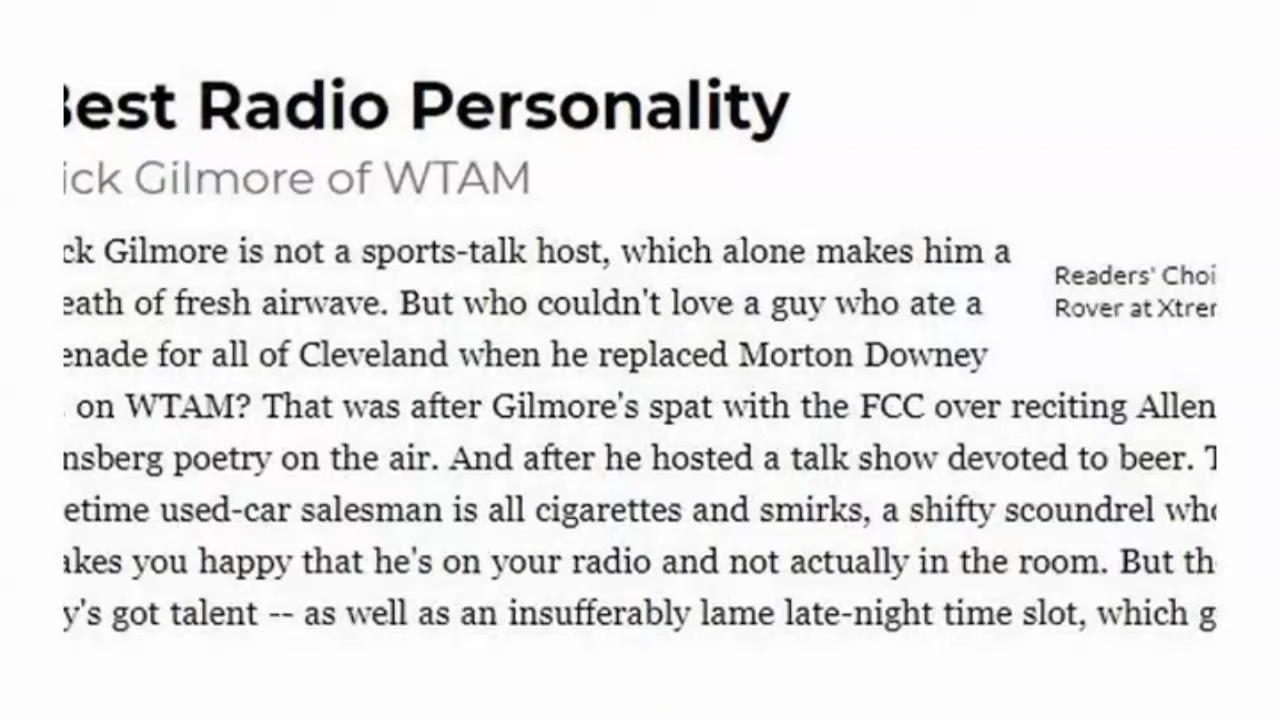 Best Radio Personality
ick Gilmore of WTAM
ck Gilmore is not a sports-talk host, which alone makes him a
eath of fresh airwave. But who couldn't love a guy who ate a
enade for all of Cleveland when he replaced Morton Downey
. on WTAM? That was after Gilmore's spat with the FCC over reciting Allen
nsberg poetry on the air. And after he hosted a talk show devoted to beer. T
etime used-car salesman is all cigarettes and smirks, a shifty scoundrel who
akes you happy that he's on your radio and not actually in the room. But th
y's got talent -- as well as an insufferably lame late-night time slot, which g
Readers' Choi
Rover at Xtrer